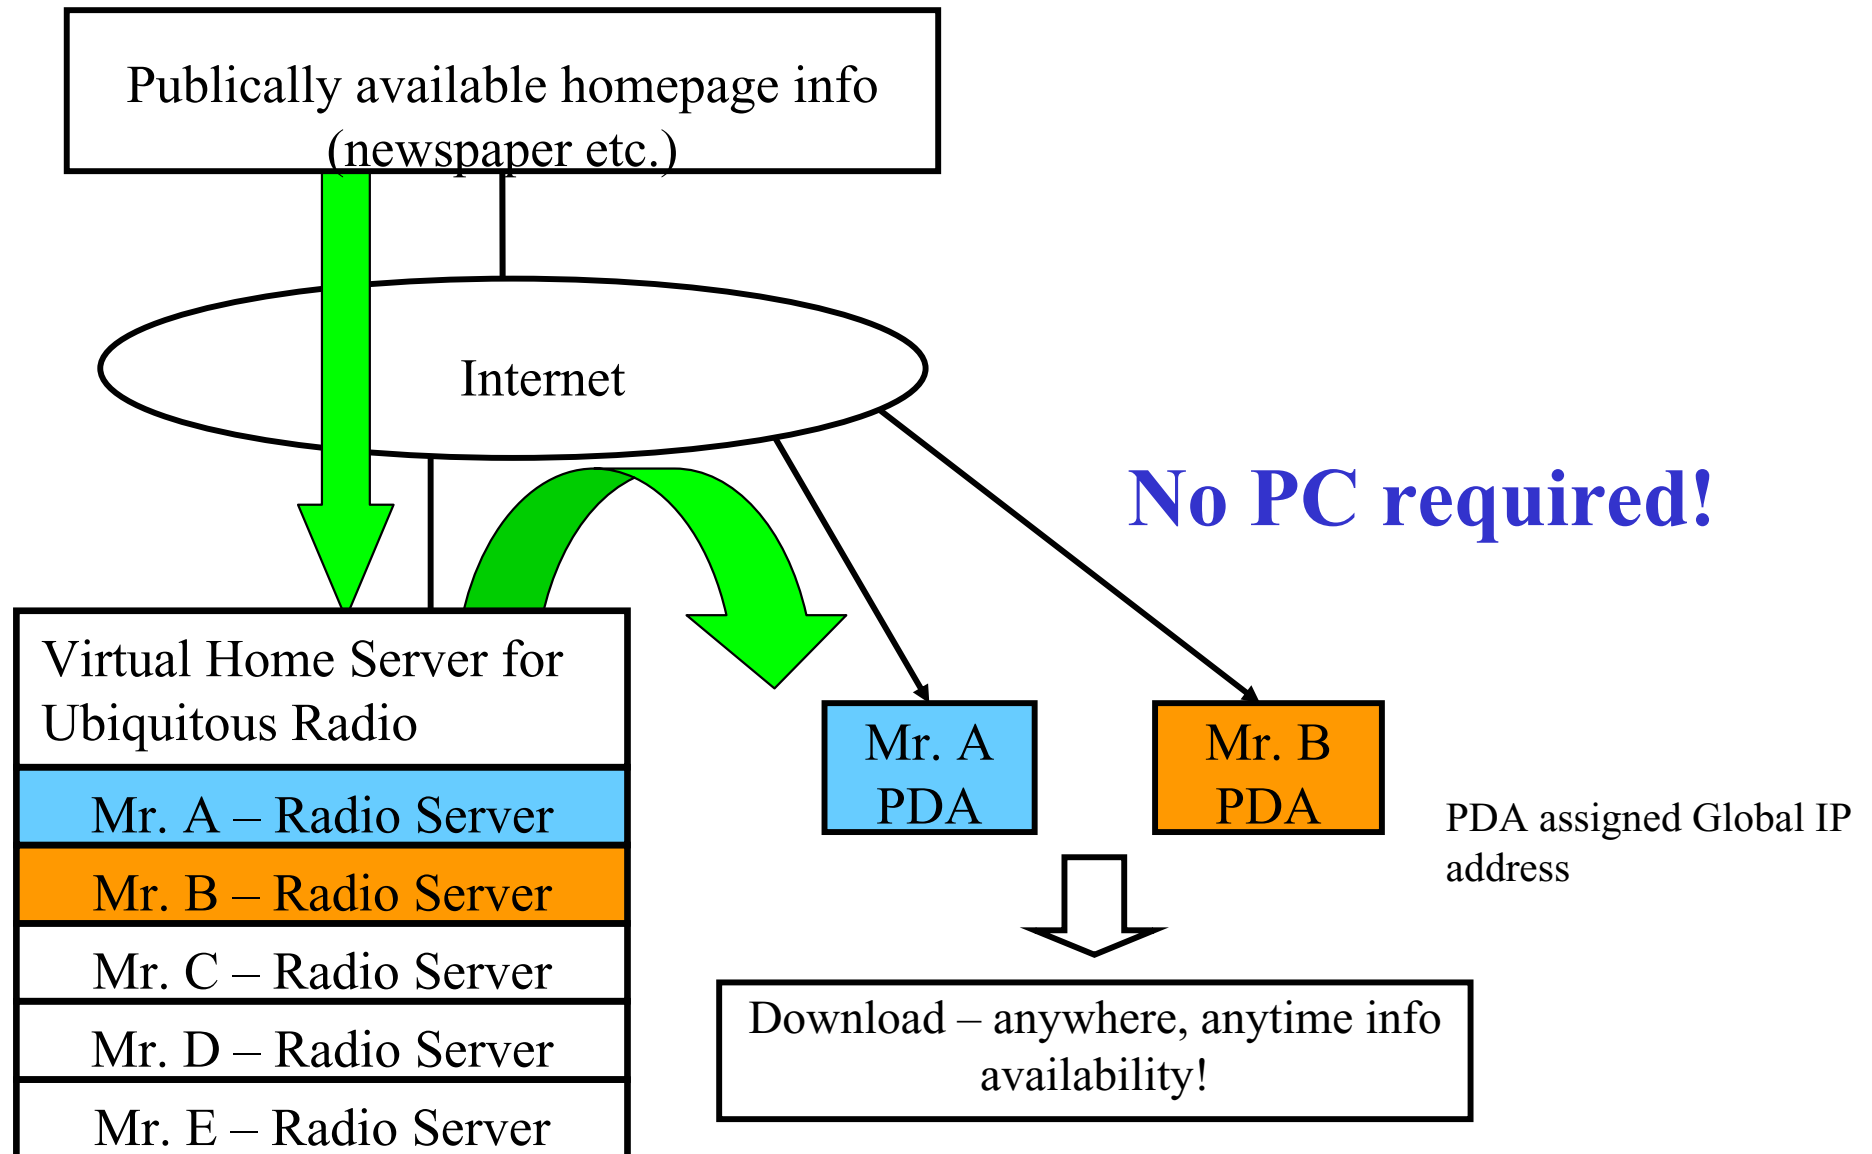 Publically available homepage info
(newspaper etc.)
Internet
No PC required!
Virtual Home Server for
Ubiquitous Radio
Mr. A – Radio Server
Mr. B – Radio Server
Mr. C – Radio Server
Mr. D – Radio Server
Mr. E – Radio Server
Mr. A
PDA
Mr. B
PDA
PDA assigned Global IP
address
Download – anywhere, anytime info
availability!